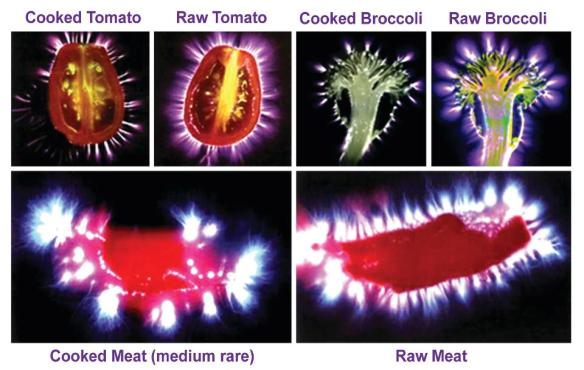 Cooked Tomato
Raw Tomato
Cooked Broccoli
Raw Broccoli
Cooked Meat (medium rare)
Raw Meat